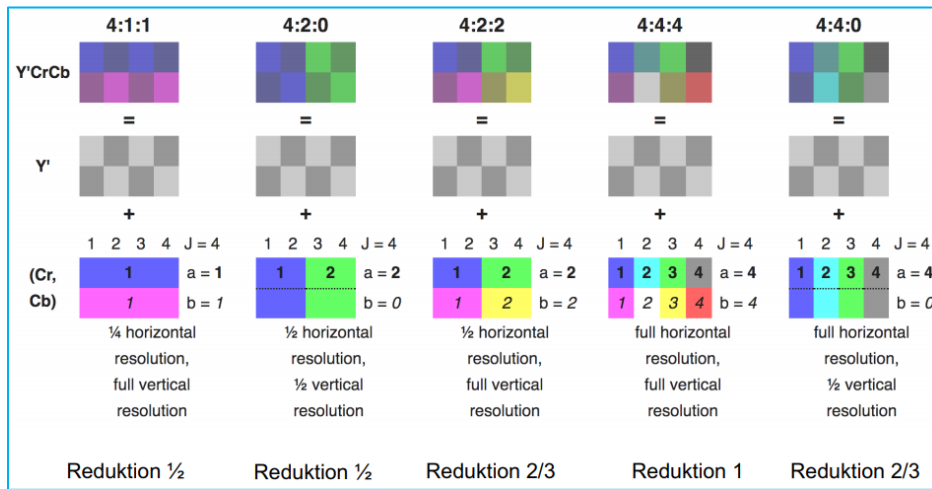 4:1:1 4:2:0 4:2:2 4:4:4 4:4:0
Y'CrCb
= = = = =
Y'
+ + + + +
1 2 3 4 J = 4 1 2 3 4 J = 4 1 2 3 4 J = 4 1 2 3 4 J = 4 1 2 3 4 J = 4
(Cr, Cb)
1 a = 1 1 2 a = 2 1 2 a = 2 1 2 3 4 a = 4 1 2 3 4 a = 4
1 b = 1 b = 0 1 2 b = 2 1 2 3 4 b = 4 b = 0
¼ horizontal ½ horizontal ½ horizontal full horizontal full horizontal
resolution, resolution, resolution, resolution, resolution,
full vertical ½ vertical full vertical full vertical ½ vertical
resolution resolution resolution resolution resolution
Reduktion ½ Reduktion ½ Reduktion 2/3 Reduktion 1 Reduktion 2/3